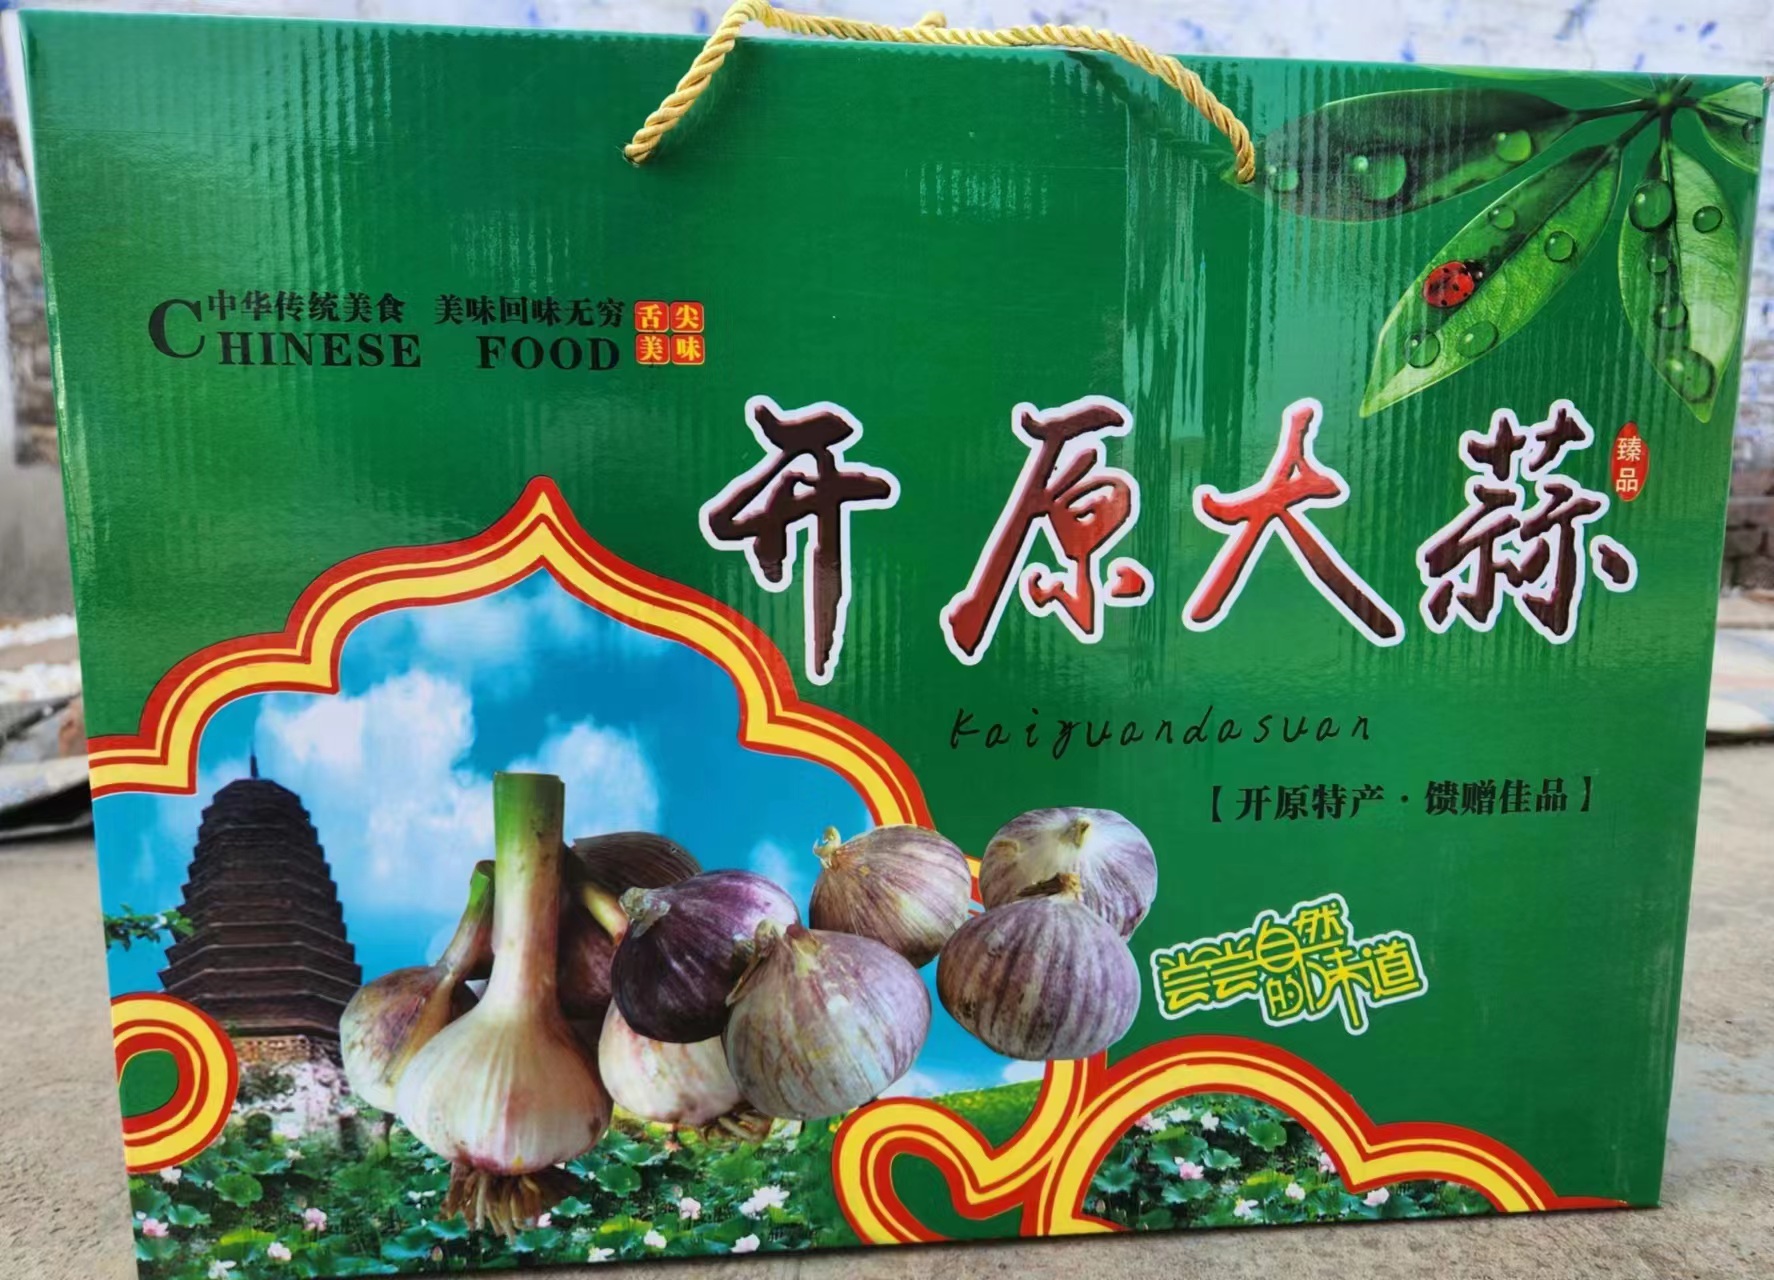 中华传统美食 美味回味无穷
CHINESE FOOD
舌尖
美味
开原大蒜
臻品
Kaiyuandasuan
【开原特产·馈赠佳品】
尝尝自然的味道